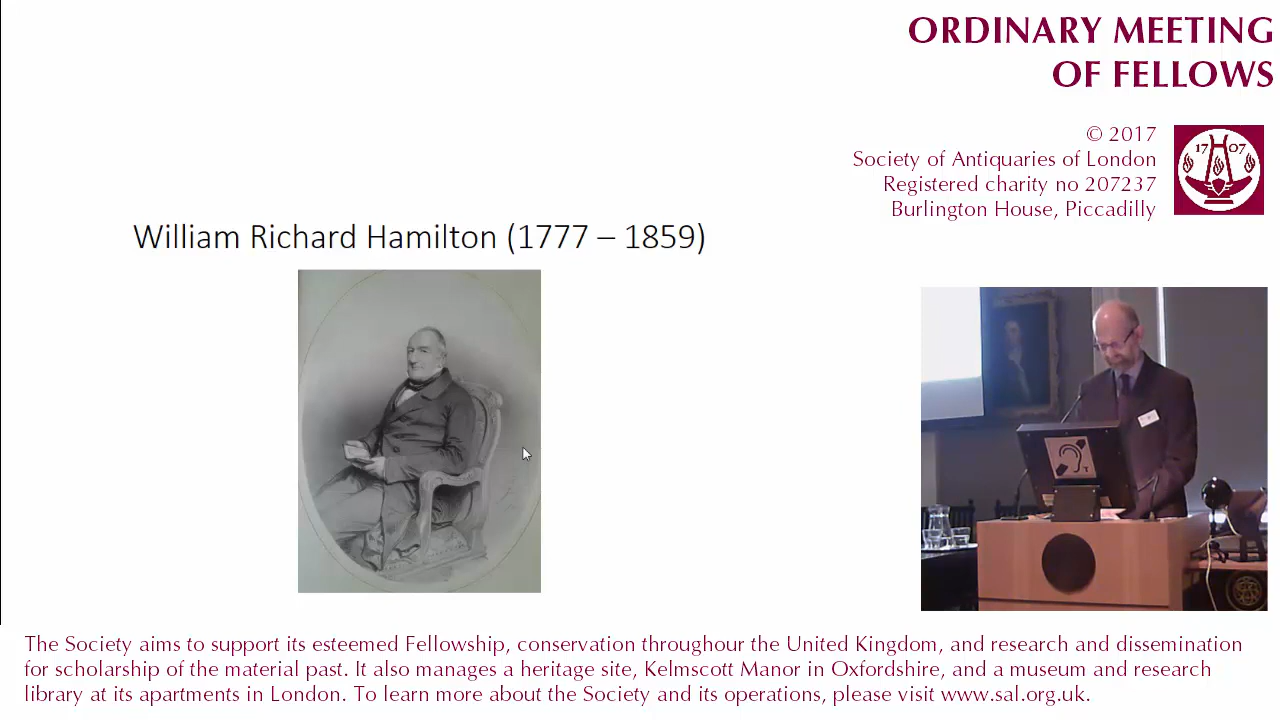 ORDINARY MEETING
OF FELLOWS
© 2017
Society of Antiquaries of London
Registered charity no 207237
Burlington House, Piccadilly
17 07
William Richard Hamilton (1777 – 1859)
T
The Society aims to support its esteemed Fellowship, conservation throughour the United Kingdom, and research and dissemination
for scholarship of the material past. It also manages a heritage site, Kelmscott Manor in Oxfordshire, and a museum and research
library at its apartments in London. To learn more about the Society and its operations, please visit www.sal.org.uk.